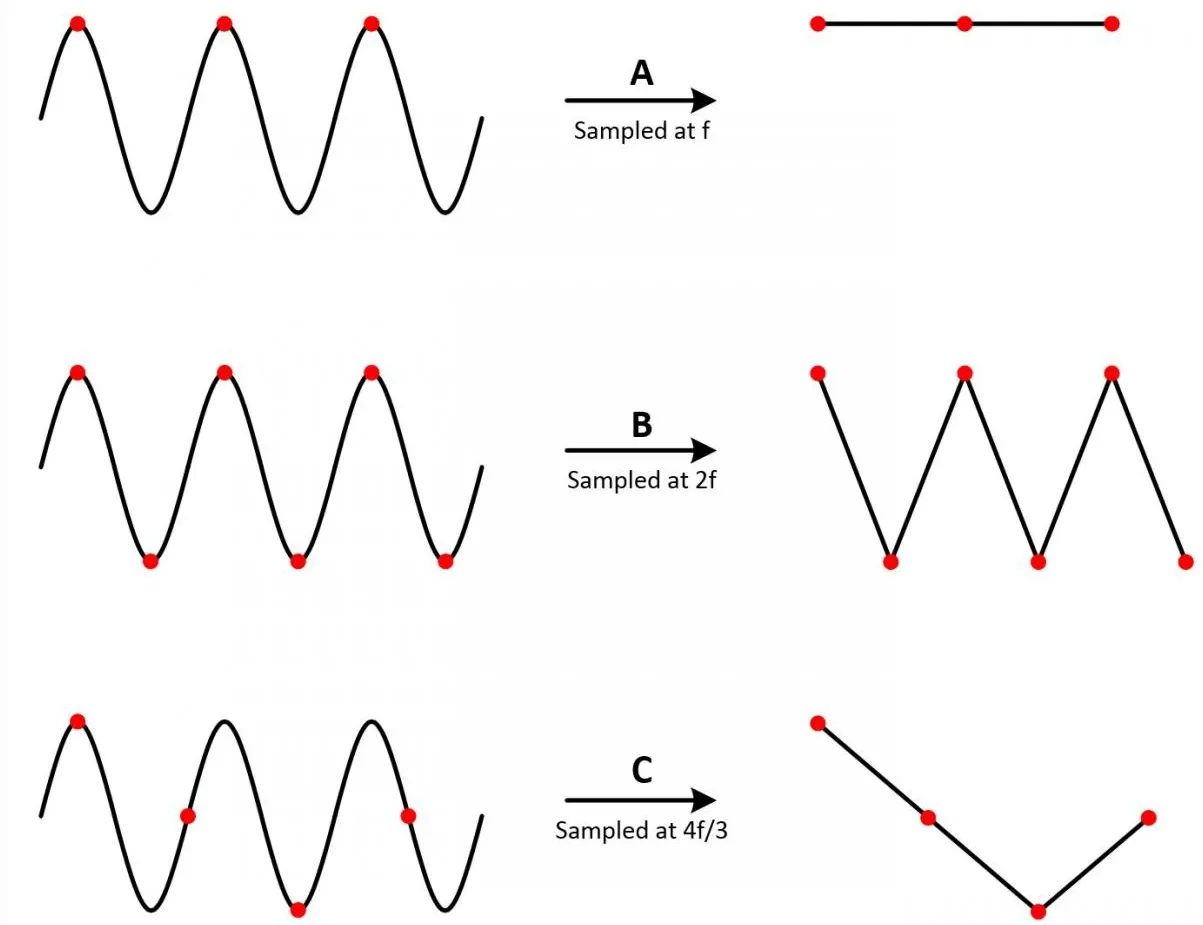 A
Sampled at f
B
Sampled at 2f
C
Sampled at 4f/3